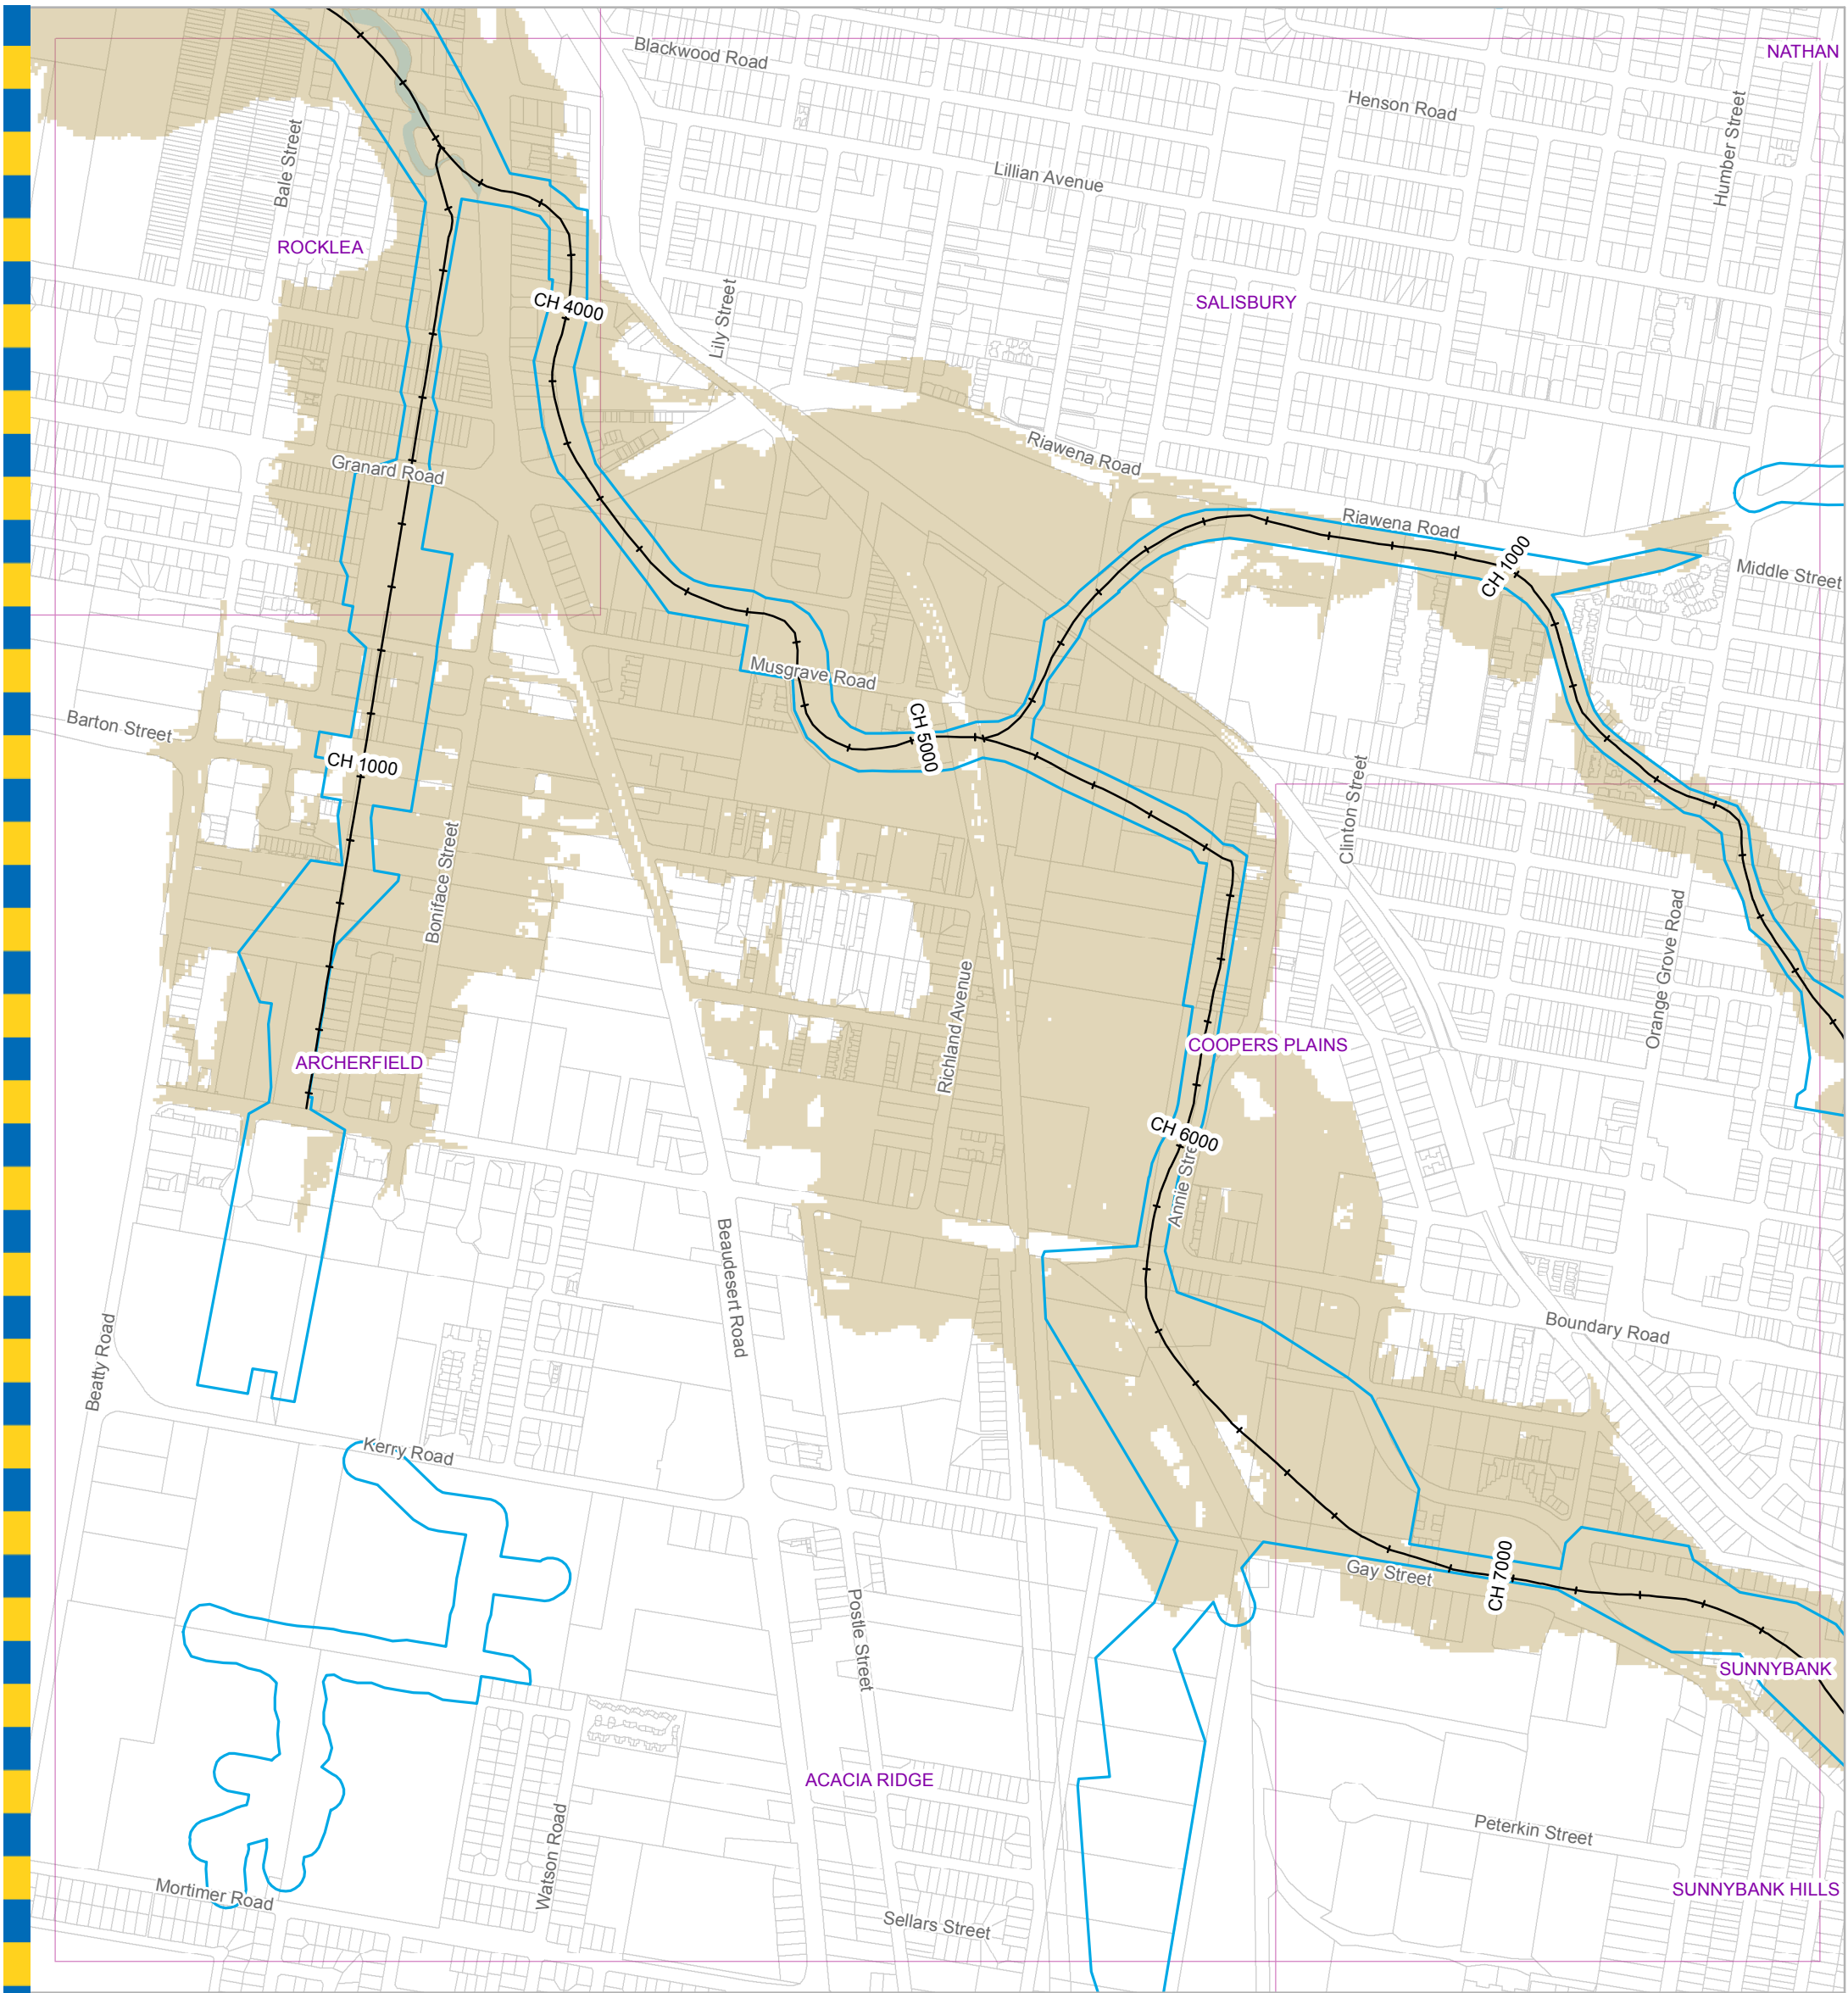 NATHAN
Blackwood Road
Henson Road
Humber Street
Bale Street
Lillian Avenue
ROCKLEA
SALISBURY
CH 4000
Lily Street
Riawena Road
Granard Road
Riawena Road
CH 1000
Middle Street
Musgrave Road
Barton Street
CH 5000
CH 1000
Clinton Street
Boniface Street
Orange Grove Road
Richland Avenue
COOPERS PLAINS
ARCHERFIELD
CH 6000
Annie Stre
Beaudesert Road
Boundary Road
Beatty Road
Kerry Road
Gay Street
CH 7000
Postle Street
SUNNYBANK
ACACIA RIDGE
Peterkin Street
Watson Road
SUNNYBANK HILLS
Mortimer Road
Sellars Street